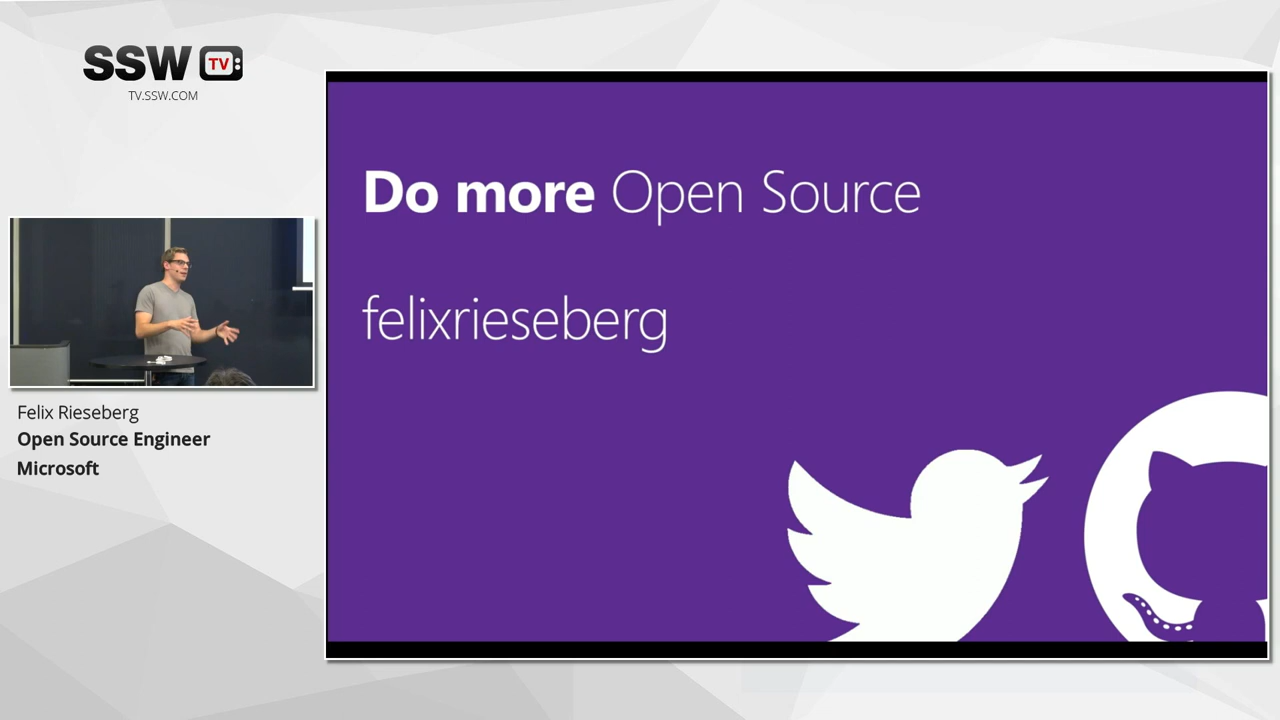 SSW TV
TV.SSW.COM
Do more Open Source
felixrieseberg
Felix Rieseberg
Open Source Engineer
Microsoft